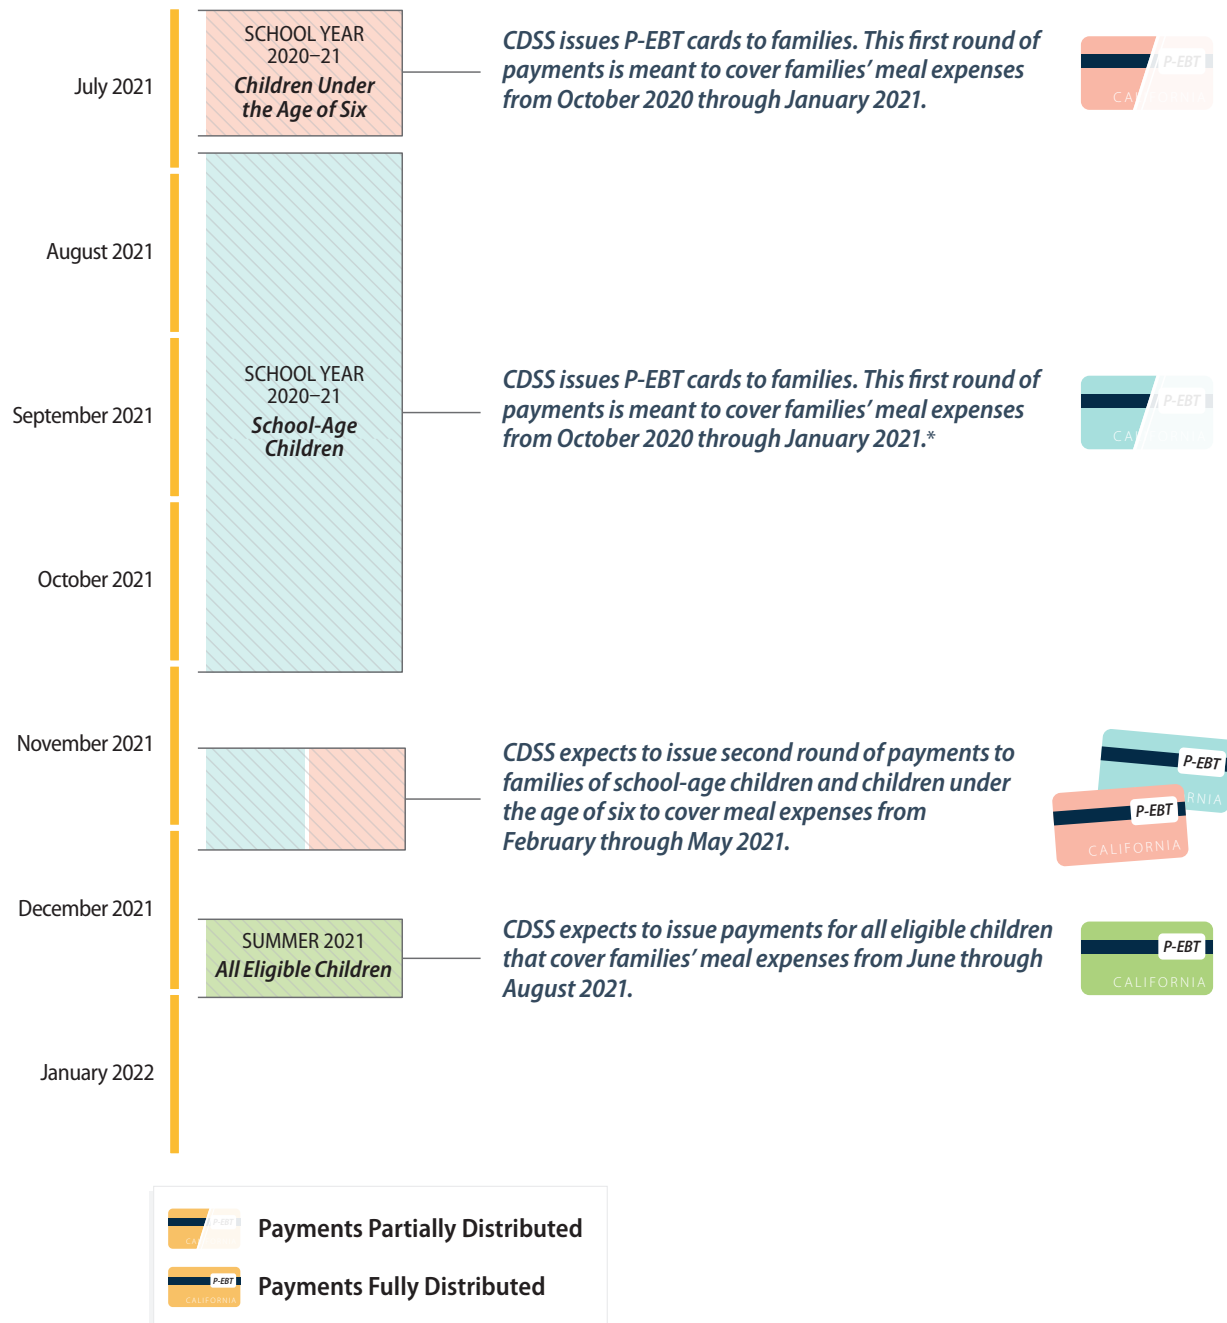 July 2021
SCHOOL YEAR
2020–21
Children Under
the Age of Six
CDSS issues P-EBT cards to families. This first round of
payments is meant to cover families’ meal expenses
from October 2020 through January 2021.
P-EBT
CALIFORNIA
August 2021
September 2021
SCHOOL YEAR
2020–21
School-Age
Children
CDSS issues P-EBT cards to families. This first round of
payments is meant to cover families’ meal expenses
from October 2020 through January 2021.*
P-EBT
CALIFORNIA
October 2021
November 2021
CDSS expects to issue second round of payments to
families of school-age children and children under
the age of six to cover meal expenses from
February through May 2021.
P-EBT
RNIA
P-EBT
CALIFORNIA
December 2021
SUMMER 2021
All Eligible Children
CDSS expects to issue payments for all eligible children
that cover families’ meal expenses from June through
August 2021.
P-EBT
CALIFORNIA
January 2022
P-EBT
CAL
Payments Partially Distributed
P-EBT
CALIFORNIA
Payments Fully Distributed